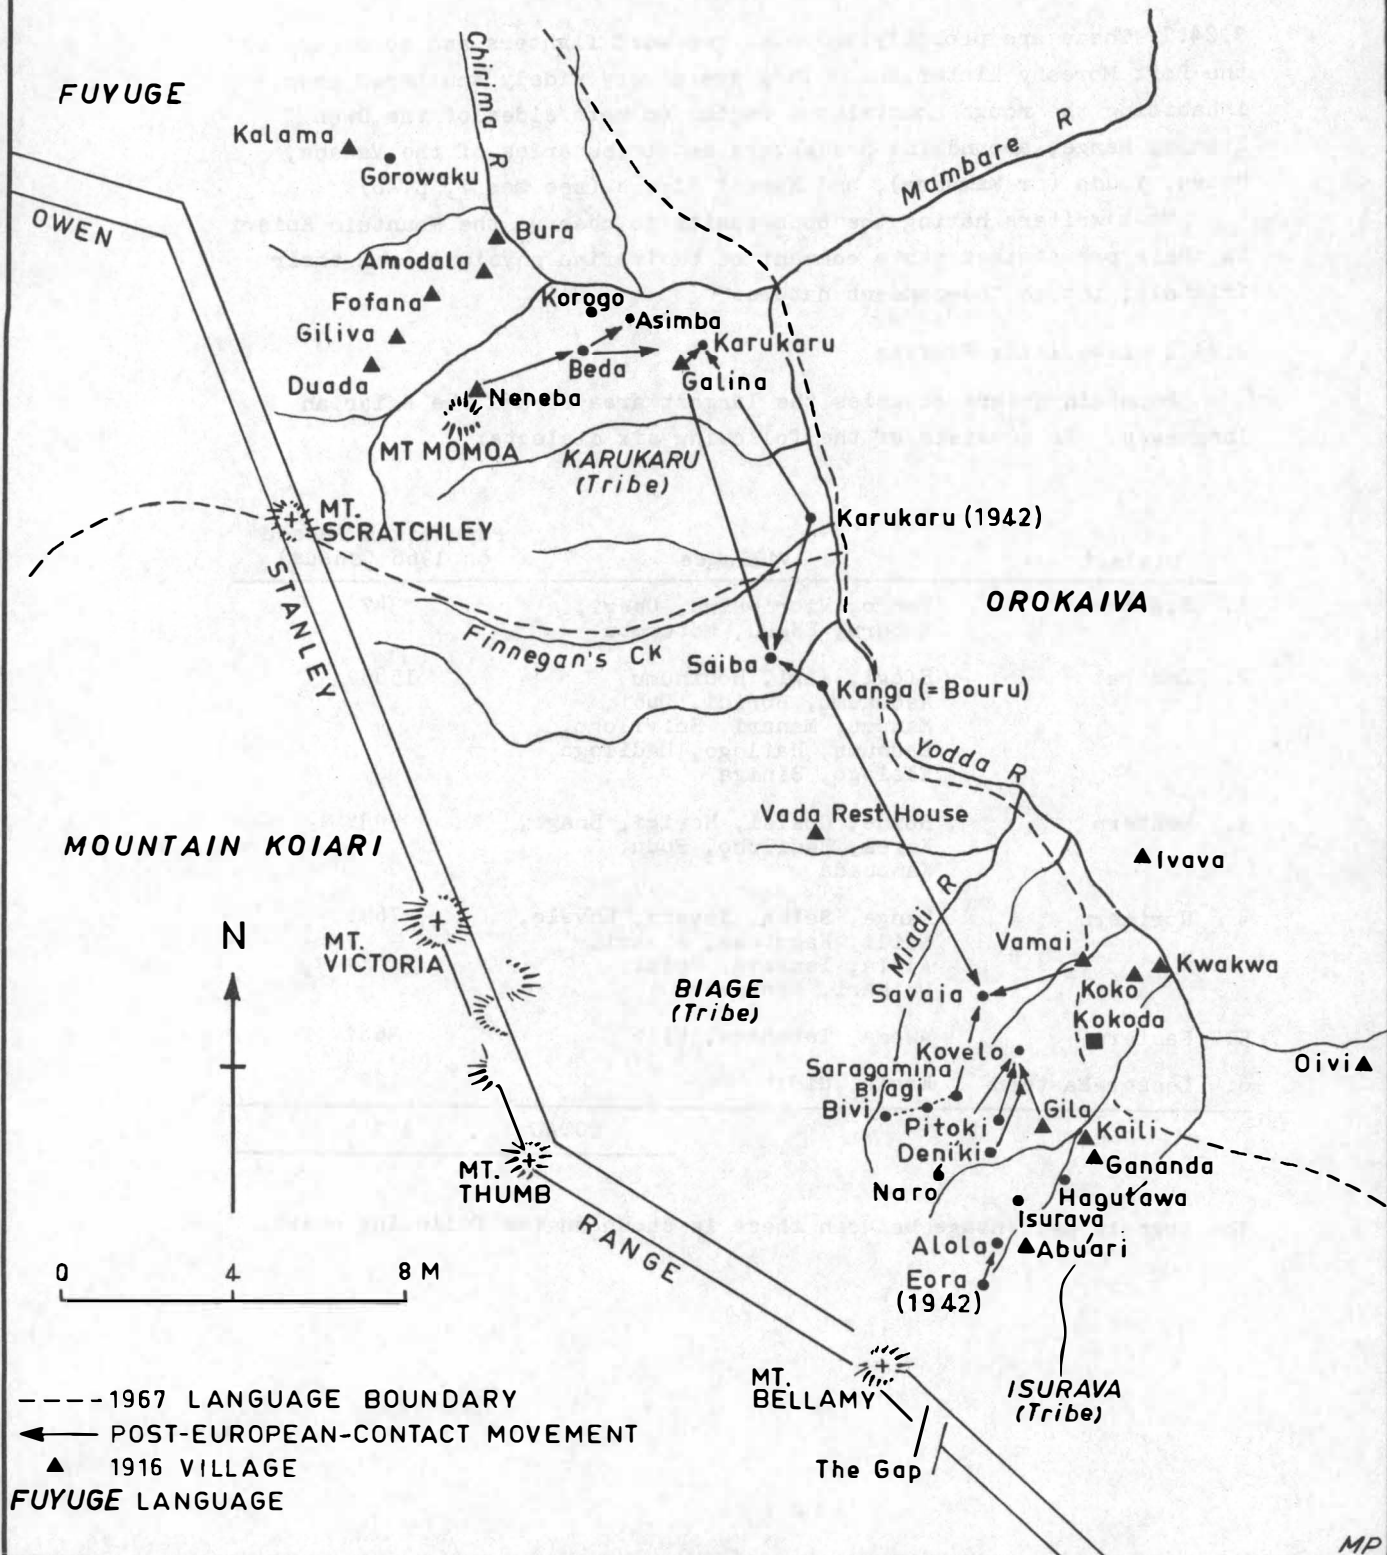 FUYUGE
Chirima R
Kalama
Gorowaku
Mambare R
OWEN
Bura
Amodala
Fofana
Korogo
Asimba
Giliva
Karukaru
Beda
Duada
Galina
Neneba
MT MOMOA
KARUKARU
(Tribe)
MT.
SCRATCHLEY
Karukaru (1942)
STANLEY
OROKAIVA
Finnegan's CK
Saiba
Kanga (= Bouru)
Yodda R
Vada Rest House
MOUNTAIN KOIARI
Ivava
Miadi R
N
MT.
VICTORIA
Vamai
Kwakwa
Koko
BIAGE
(Tribe)
Savaia
Kokoda
Kovelo
Oivi
Saragamina
Biagi
Bivi
Gila
Pitoki
Kaili
Deniki
Gananda
MT.
THUMB
Naro
Hagutawa
Isurava
RANGE
Alola
Abuari
0 4 8 M
Eora
(1942)
MT.
BELLAMY
ISURAVA
(Tribe)
1967 LANGUAGE BOUNDARY
POST-EUROPEAN-CONTACT MOVEMENT
1916 VILLAGE
The Gap
FUYUGE LANGUAGE
MP